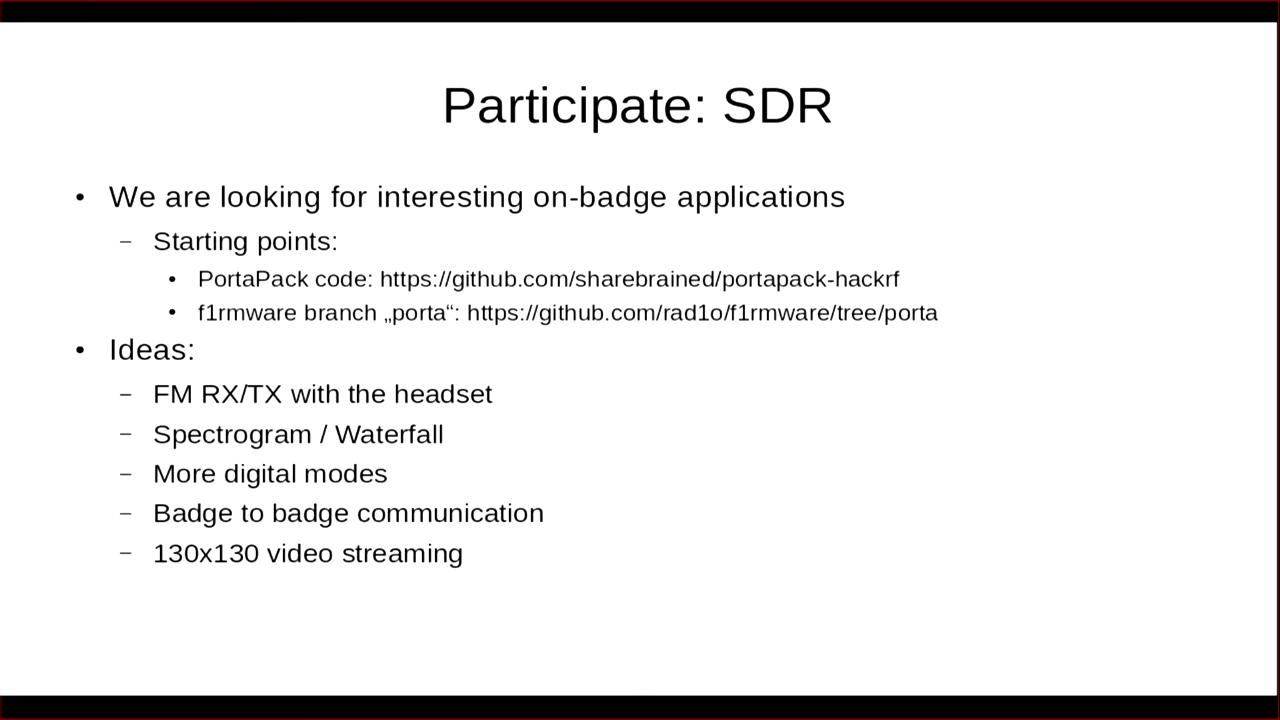 Participate: SDR
• We are looking for interesting on-badge applications
– Starting points:
• PortaPack code: https://github.com/sharebrained/portapack-hackrf
• f1rmware branch „porta“: https://github.com/rad1o/f1rmware/tree/porta
• Ideas:
– FM RX/TX with the headset
– Spectrogram / Waterfall
– More digital modes
– Badge to badge communication
– 130x130 video streaming